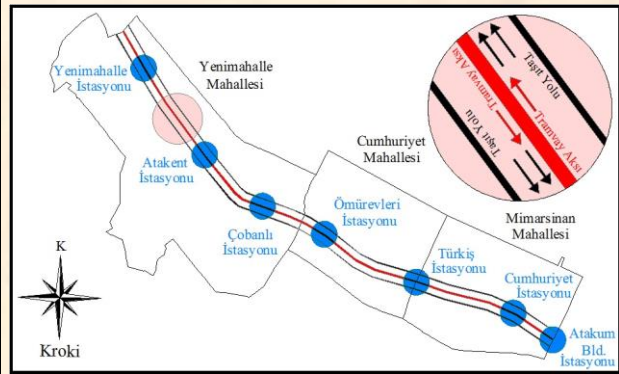 Yenimahalle
İstasyonu
Yenimahalle
Mahallesi
Atakent
İstasyonu
Çobanlı
İstasyonu
Ömürevleri
İstasyonu
Cumhuriyet
Mahallesi
Türkiş
İstasyonu
Mimarsinan
Mahallesi
Cumhuriyet
İstasyonu
Atakum
Bld.
İstasyonu
Taşıt Yolu
Tramvay Aksı
Tramvay Aksı
Taşıt Yolu
K
Kroki